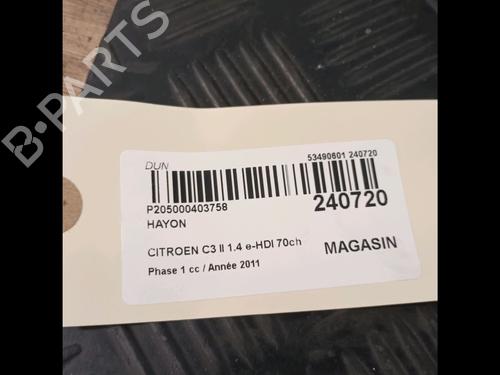 B-PARTS
DUN
53490601 240720
P205000403758
240720
HAYON
CITROEN C3 II 1.4 e-HDI 70ch
MAGASIN
Phase 1 cc / Année 2011